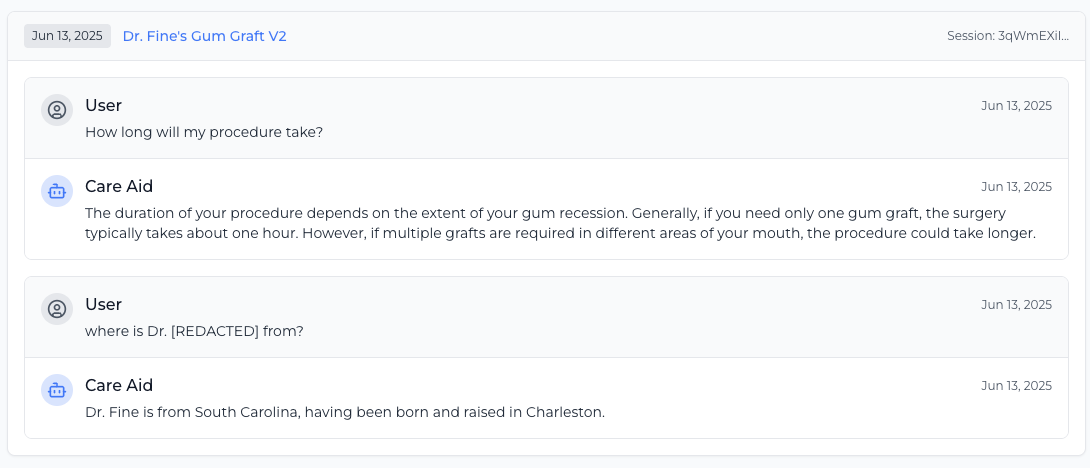 Jun 13, 2025 Dr. Fine's Gum Graft V2 Session: 3qWmEXiI...
User Jun 13, 2025
How long will my procedure take?
Care Aid Jun 13, 2025
The duration of your procedure depends on the extent of your gum recession. Generally, if you need only one gum graft, the surgery
typically takes about one hour. However, if multiple grafts are required in different areas of your mouth, the procedure could take longer.
User Jun 13, 2025
where is Dr. [REDACTED] from?
Care Aid Jun 13, 2025
Dr. Fine is from South Carolina, having been born and raised in Charleston.